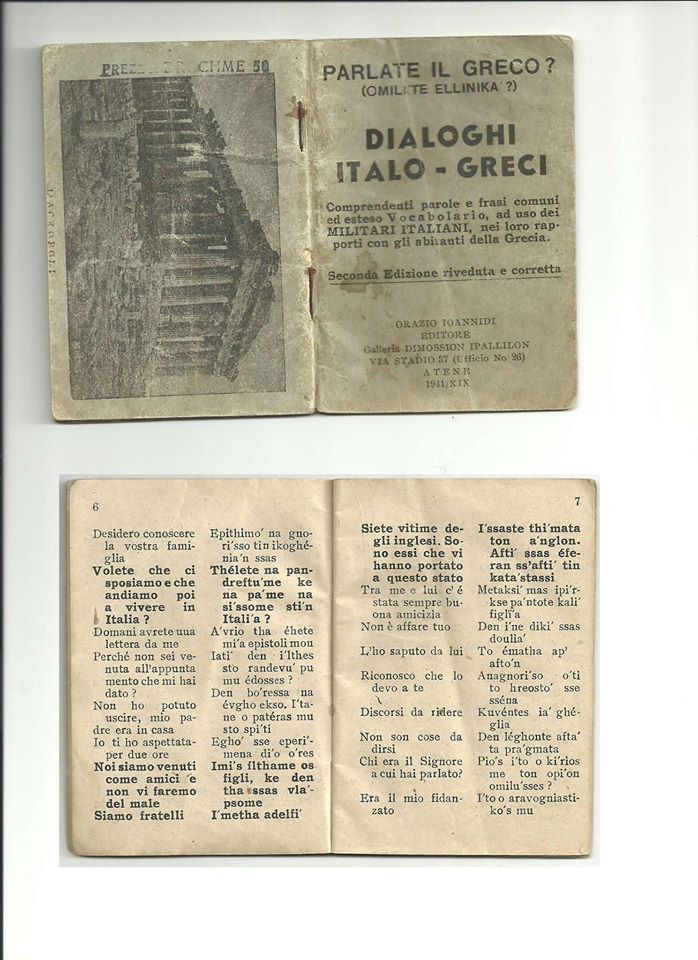 PREZZO D CHME 50
L'ACROPOLI
PARLATE IL GRECO ?
(OMILI´TE ELLINIKA´?)
DIALOGHI
ITALO - GRECI
Comprendenti parole e frasi comuni
ed esteso Vocabolario, ad uso dei
MILITARI ITALIANI, nei loro rap-
porti con gli abitanti della Grecia.
Seconda Edizione riveduta e corretta
ORAZIO IOANNIDI
EDITORE
Galleria DIMOSSION IPALLILON
VIA STADIO 37 (Ufficio No 26)
ATENE
1941/XIX
6
Desidero conoscere
la vostra fami-
glia
Volete che ci
sposiamo e che
andiamo poi
a vivere in
Italia ?
Domani avrete uua
lettera da me
Perché non sei ve-
nuta all'appunta
mento che mi hai
dato ?
Non ho potuto
uscire, mio pa-
dre era in casa
Io ti ho aspettata-
per due ore
Noi siamo venuti
come amici e
non vi faremo
del male
Siamo fratelli
Epithimo´ na gno-
ri´sso tin ikoghé-
nia´n ssas
Thélete na pan-
dreftu´me ke
na pa´me na
si´ssome sti´n
Itali´a ?
A´vrio tha éhete
mi´a epistoli mou
Iati´ den i´lthes
sto randevu´ pu
mu édosses ?
Den bo´ressa na
évgho ekso. I´ta-
ne o patéras mu
sto spi´ti
Egho´ sse eperi´-
mena di´o o´res
Imi´s ilthame os
figli, ke den
tha ssas vla´-
psome
I´metha adelfi´
7
Siete vitime de-
gli inglesi. So-
no essi che vi
hanno portato
a questo stato
Tra me e lui c´é
stata sempre bu-
ona amicizia
Non è affare tuo
L'ho saputo da lui
Riconosco che lo
devo a te
Discorsi da ridere
Non son cose da
dirsi
Chi era il Signore
a cui hai parlato?
Era il mio fidan-
zato
I´ssaste thi´mata
ton a´nglon.
Afti´ ssas éfe-
ran ss'afti´ tin
kata´stassi
Metaksi´ mas ipi´r-
kse pa´ntote kali´
figli´a
Den i´ne diki´ ssas
doulia´
To ématha ap'
afto´n
Anagnori´so o´ti
to hreosto´ sse
sséna
Kuvéntes ia´ ghé-
glia
Den´ léghonte afta´
ta pra´gmata
Pio´s i´to o ki´rios
me ton opi´on
omilu´sses ?
I´to o aravogniasti-
ko´s mu